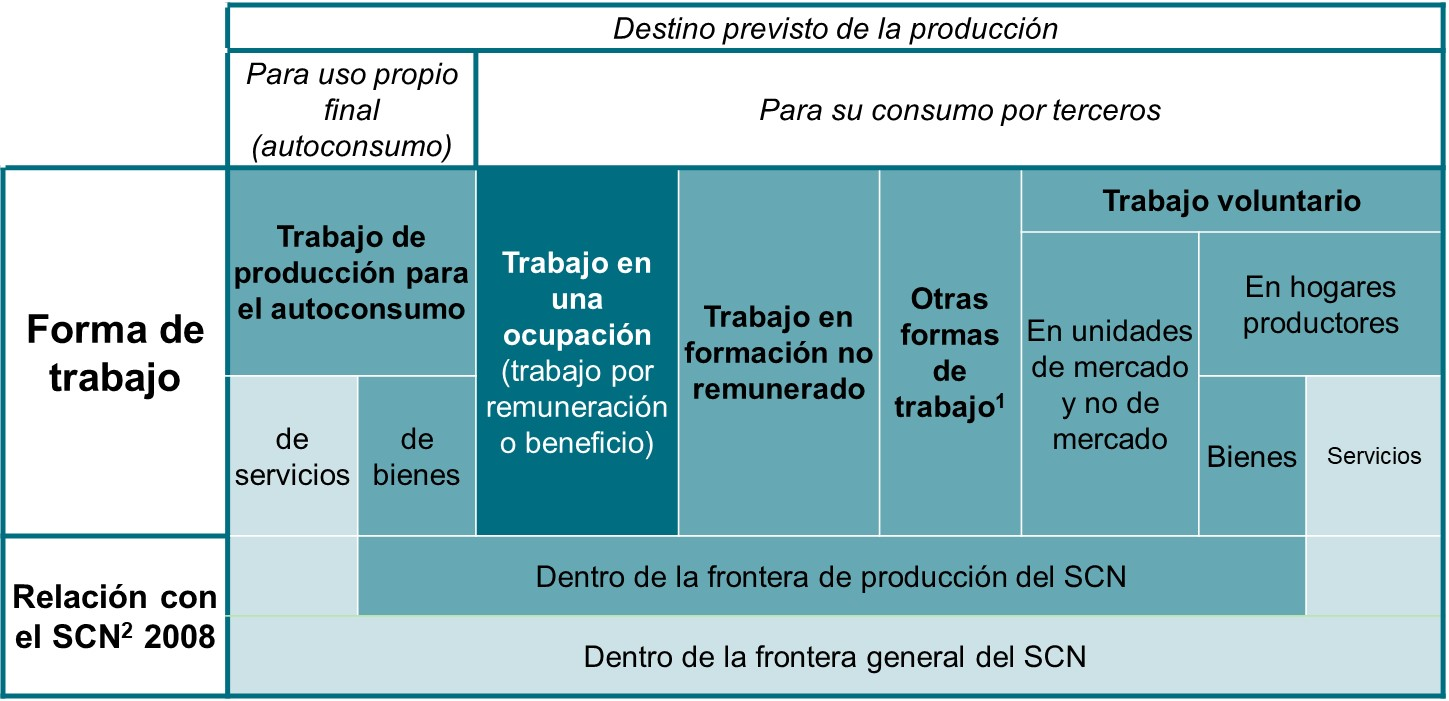 Destino previsto de la producción
Para uso propio
final
(autoconsumo)
Para su consumo por terceros
Forma de
trabajo
Trabajo de
producción para
el autoconsumo
de
servicios
de
bienes
Trabajo en
una
ocupación
(trabajo por
remuneración
o beneficio)
Trabajo en
formación no
remunerado
Otras
formas
de
trabajo¹
Trabajo voluntario
En unidades
de mercado
y no de
mercado
En hogares
productores
Bienes
Servicios
Relación con
el SCN² 2008
Dentro de la frontera de producción del SCN
Dentro de la frontera general del SCN